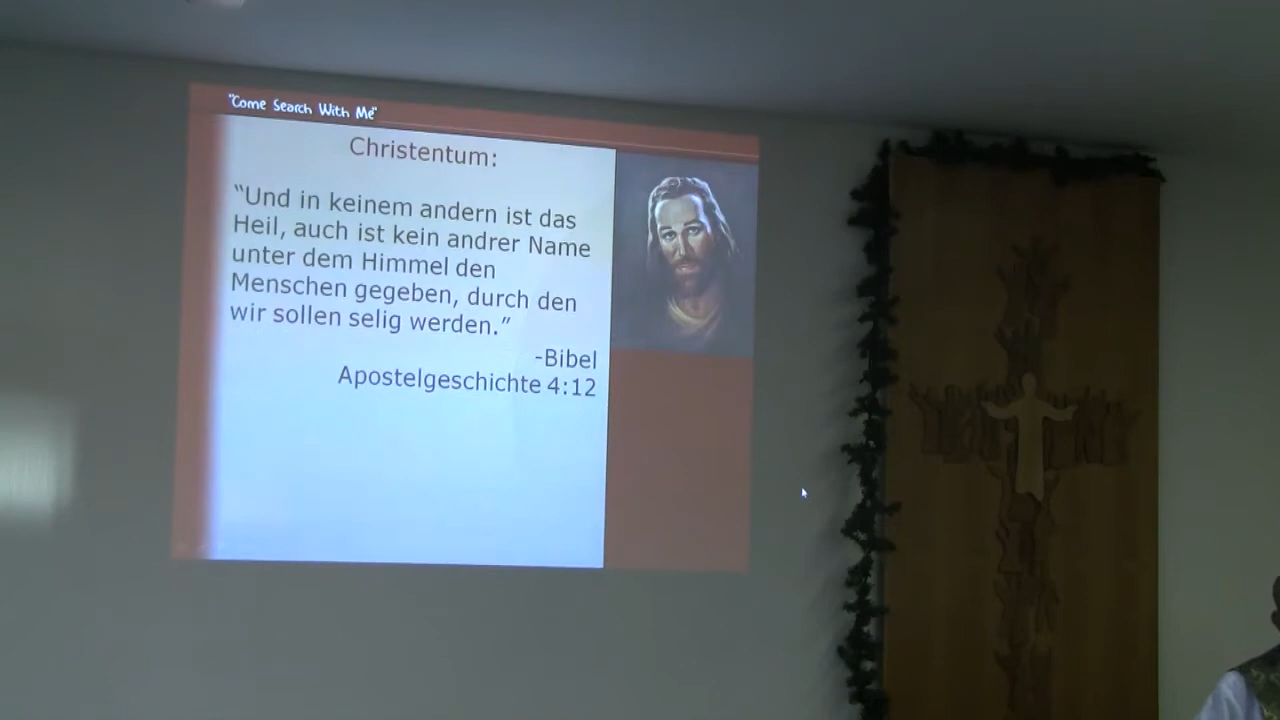 "Come Search With Me"
Christentum:
“Und in keinem andern ist das
Heil, auch ist kein andrer Name
unter dem Himmel den
Menschen gegeben, durch den
wir sollen selig werden.”
-Bibel
Apostelgeschichte 4:12